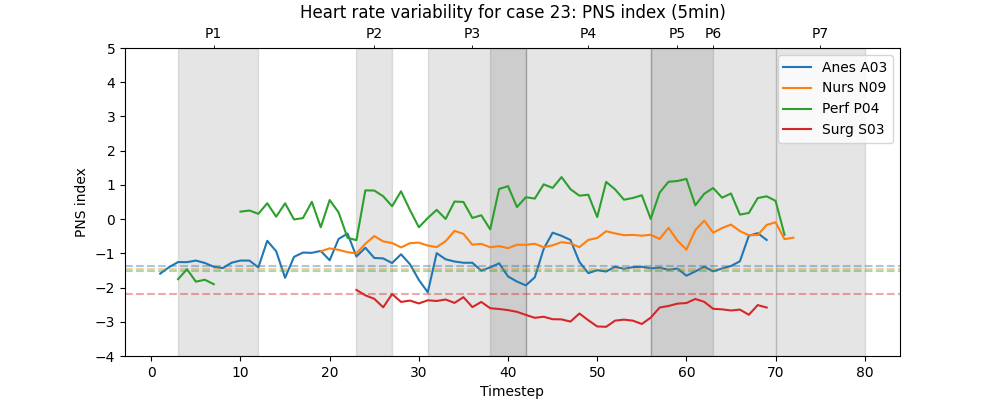 Heart rate variability for case 23: PNS index (5min)
P1 P2 P3 P4 P5 P6 P7
5
4
3
2
1
0
−1
−2
−3
−4
PNS index
Anes A03
Nurs N09
Perf P04
Surg S03
0 10 20 30 40 50 60 70 80
Timestep